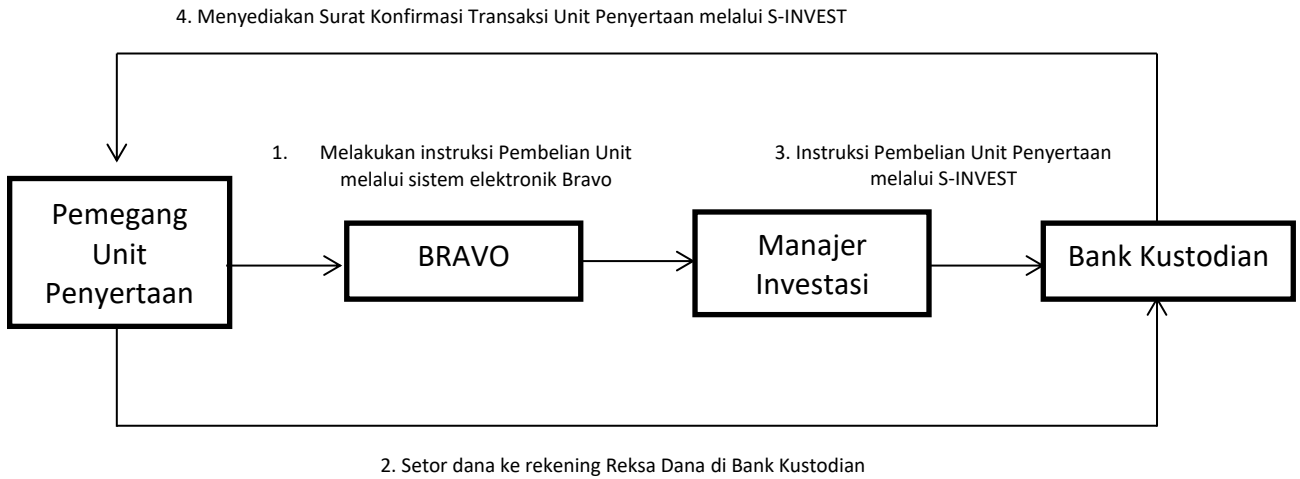 4. Menyediakan Surat Konfirmasi Transaksi Unit Penyertaan melalui S-INVEST
1. Melakukan instruksi Pembelian Unit
melalui sistem elektronik Bravo
3. Instruksi Pembelian Unit Penyertaan
melalui S-INVEST
Pemegang
Unit
Penyertaan
BRAVO
Manajer
Investasi
Bank Kustodian
2. Setor dana ke rekening Reksa Dana di Bank Kustodian